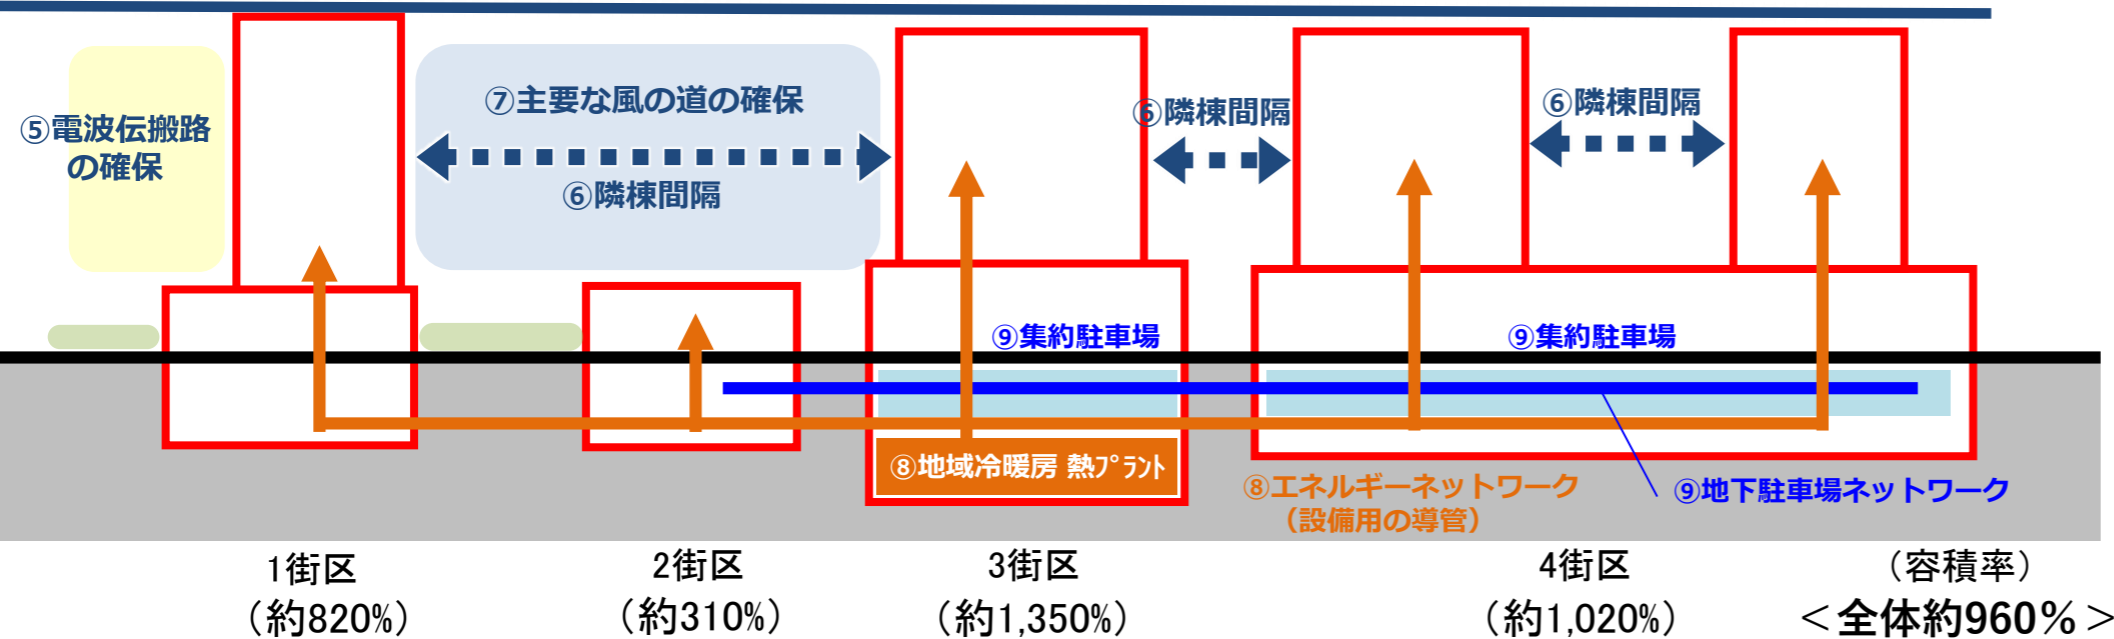 ⑤電波伝搬路
の確保
⑦主要な風の道の確保
⑥隣棟間隔
⑥隣棟間隔
⑥隣棟間隔
⑨集約駐車場
⑨集約駐車場
⑧地域冷暖房 熱ﾌﾟﾗﾝﾄ
⑧エネルギーネットワーク
（設備用の導管）
⑨地下駐車場ネットワーク
1街区
（約820%）
2街区
（約310%）
3街区
（約1,350%）
4街区
（約1,020%）
（容積率）
＜全体約960％＞